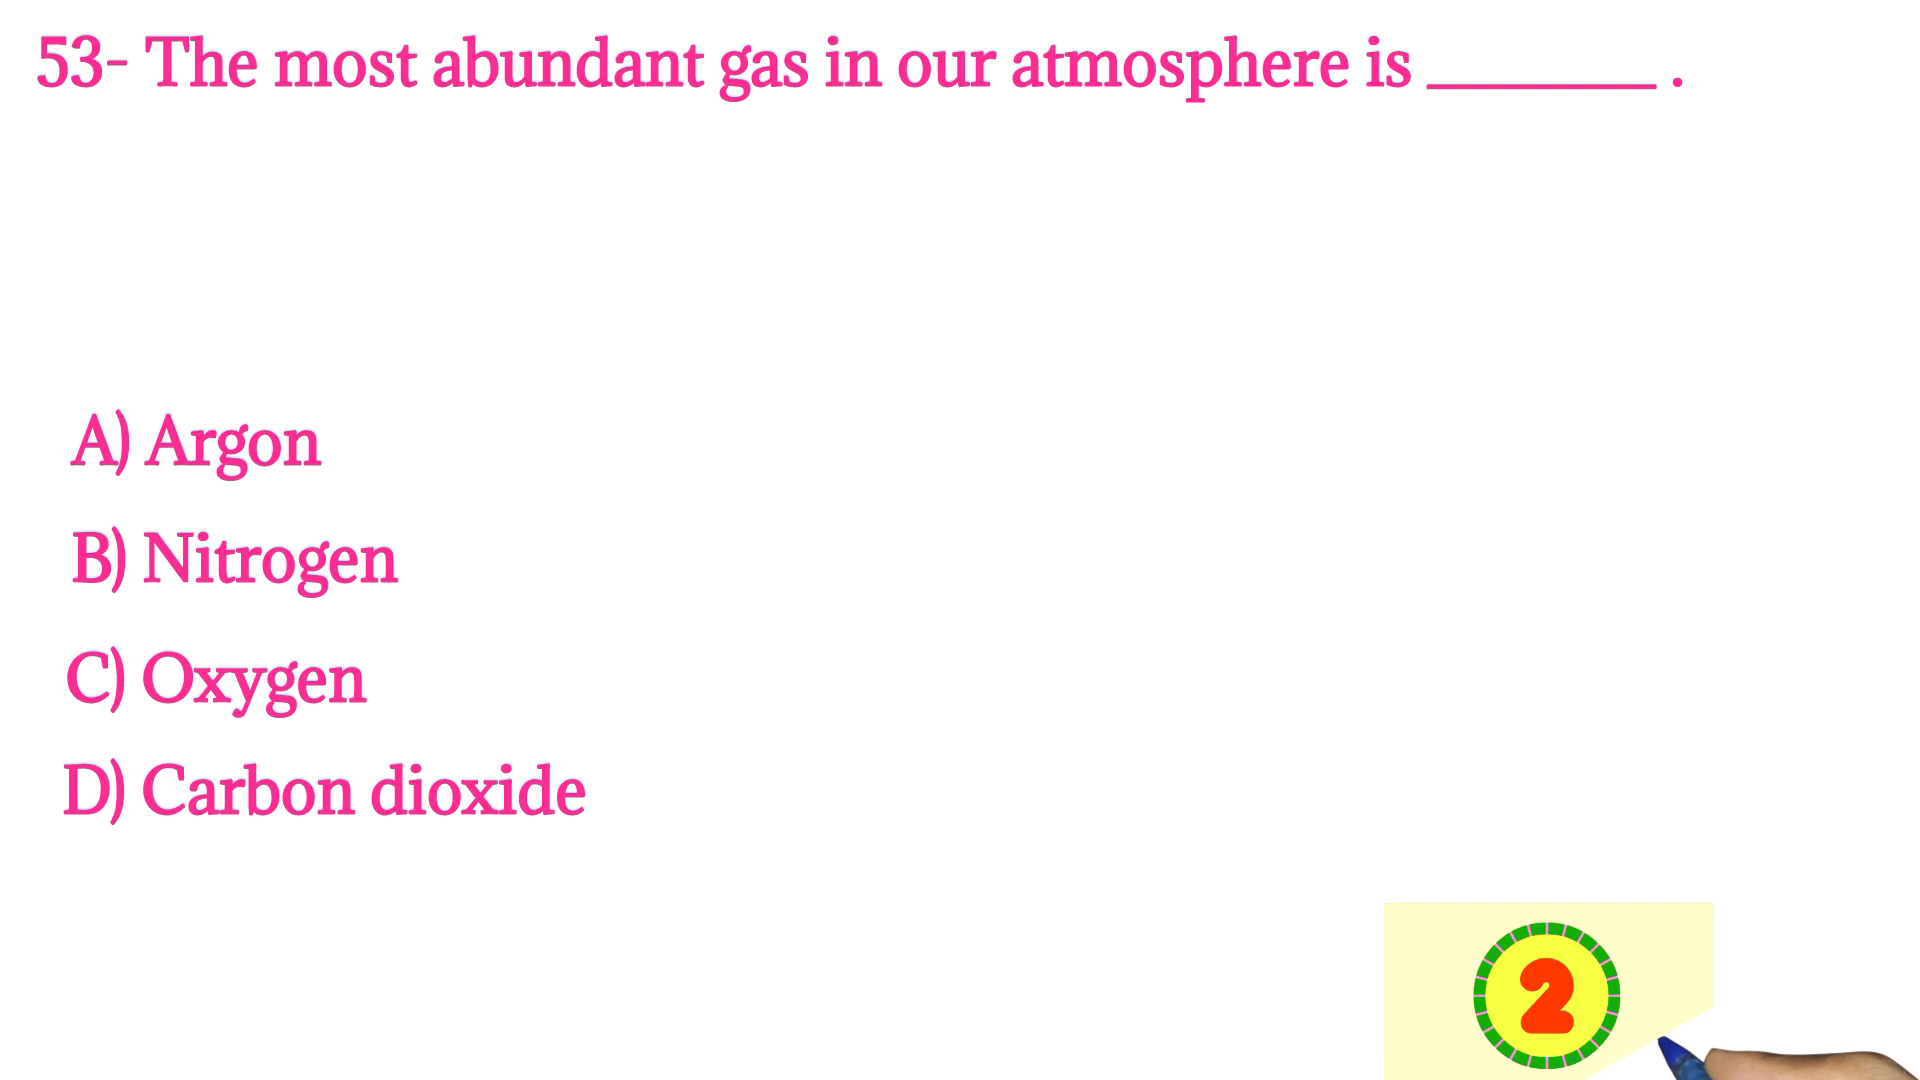 53- The most abundant gas in our atmosphere is ________ .
A) Argon
B) Nitrogen
C) Oxygen
D) Carbon dioxide
2